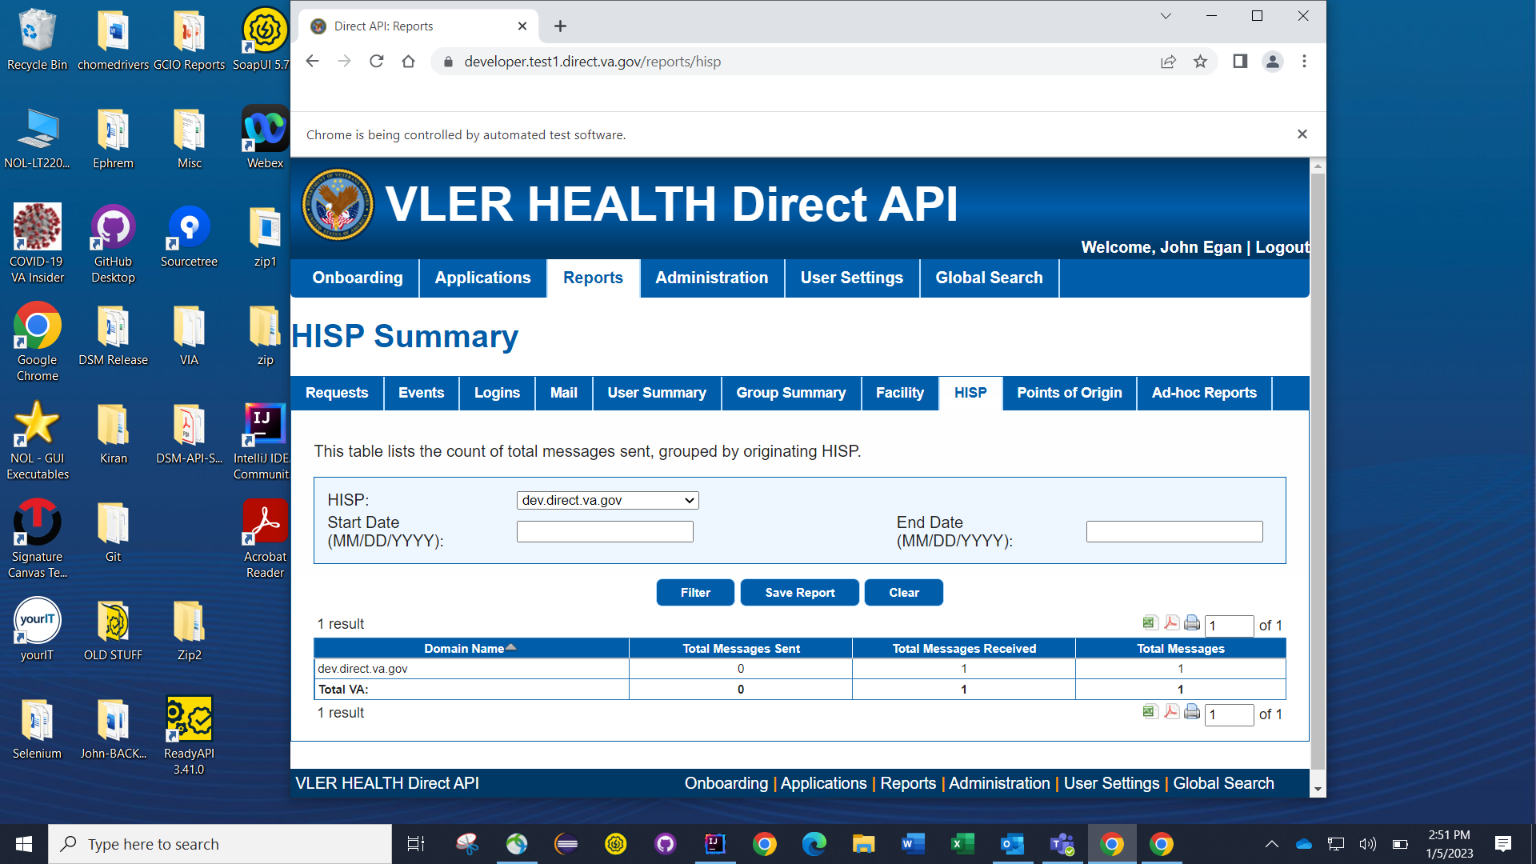 Recycle Bin
chomedrivers
GCIO Reports
SoapUI 5.7
NOL-LT220...
Ephrem
Misc
Webex
COVID-19
VA Insider
GitHub
Desktop
Sourcetree
zip1
Google
Chrome
DSM Release
VIA
zip
NOL - GUI
Executables
Kiran
DSM-API-S...
IJ
IntelliJ IDE
Communit
Signature
Canvas Te...
Git
Acrobat
Reader
yourIT
yourIT
OLD STUFF
Zip2
Selenium
John-BACK...
ReadyAPI
3.41.0
Direct API: Reports
developer.test1.direct.va.gov/reports/hisp
Chrome is being controlled by automated test software.
VLER HEALTH Direct API
Welcome, John Egan | Logout
Onboarding
Applications
Reports
Administration
User Settings
Global Search
HISP Summary
Requests
Events
Logins
Mail
User Summary
Group Summary
Facility
HISP
Points of Origin
Ad-hoc Reports
This table lists the count of total messages sent, grouped by originating HISP.
HISP:
dev.direct.va.gov
Start Date
(MM/DD/YYYY):
End Date
(MM/DD/YYYY):
Filter
Save Report
Clear
1 result
1 of 1
Domain Name Total Messages Sent Total Messages Received Total Messages
dev.direct.va.gov 0 1 1
Total VA: 0 1 1
1 result
1 of 1
VLER HEALTH Direct API
Onboarding | Applications | Reports | Administration | User Settings | Global Search
Type here to search
2:51 PM
1/5/2023